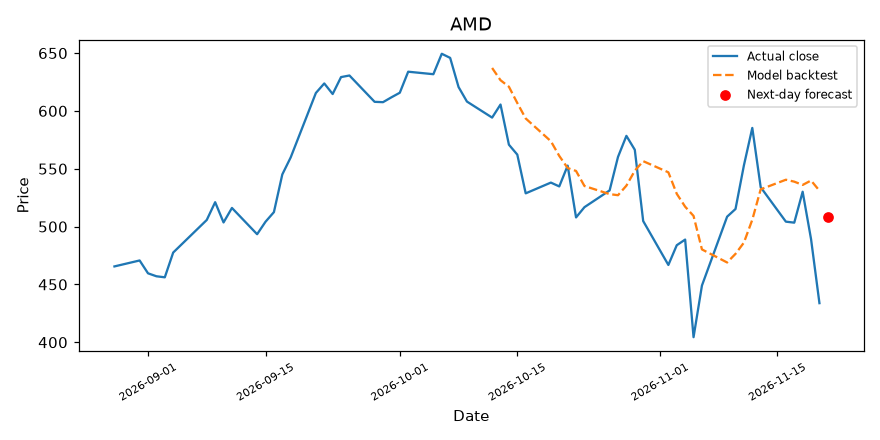 AMD
Actual close
Model backtest
Next-day forecast
650
600
550
500
450
400
Price
2026-09-01
2026-09-15
2026-10-01
2026-10-15
2026-11-01
2026-11-15
Date